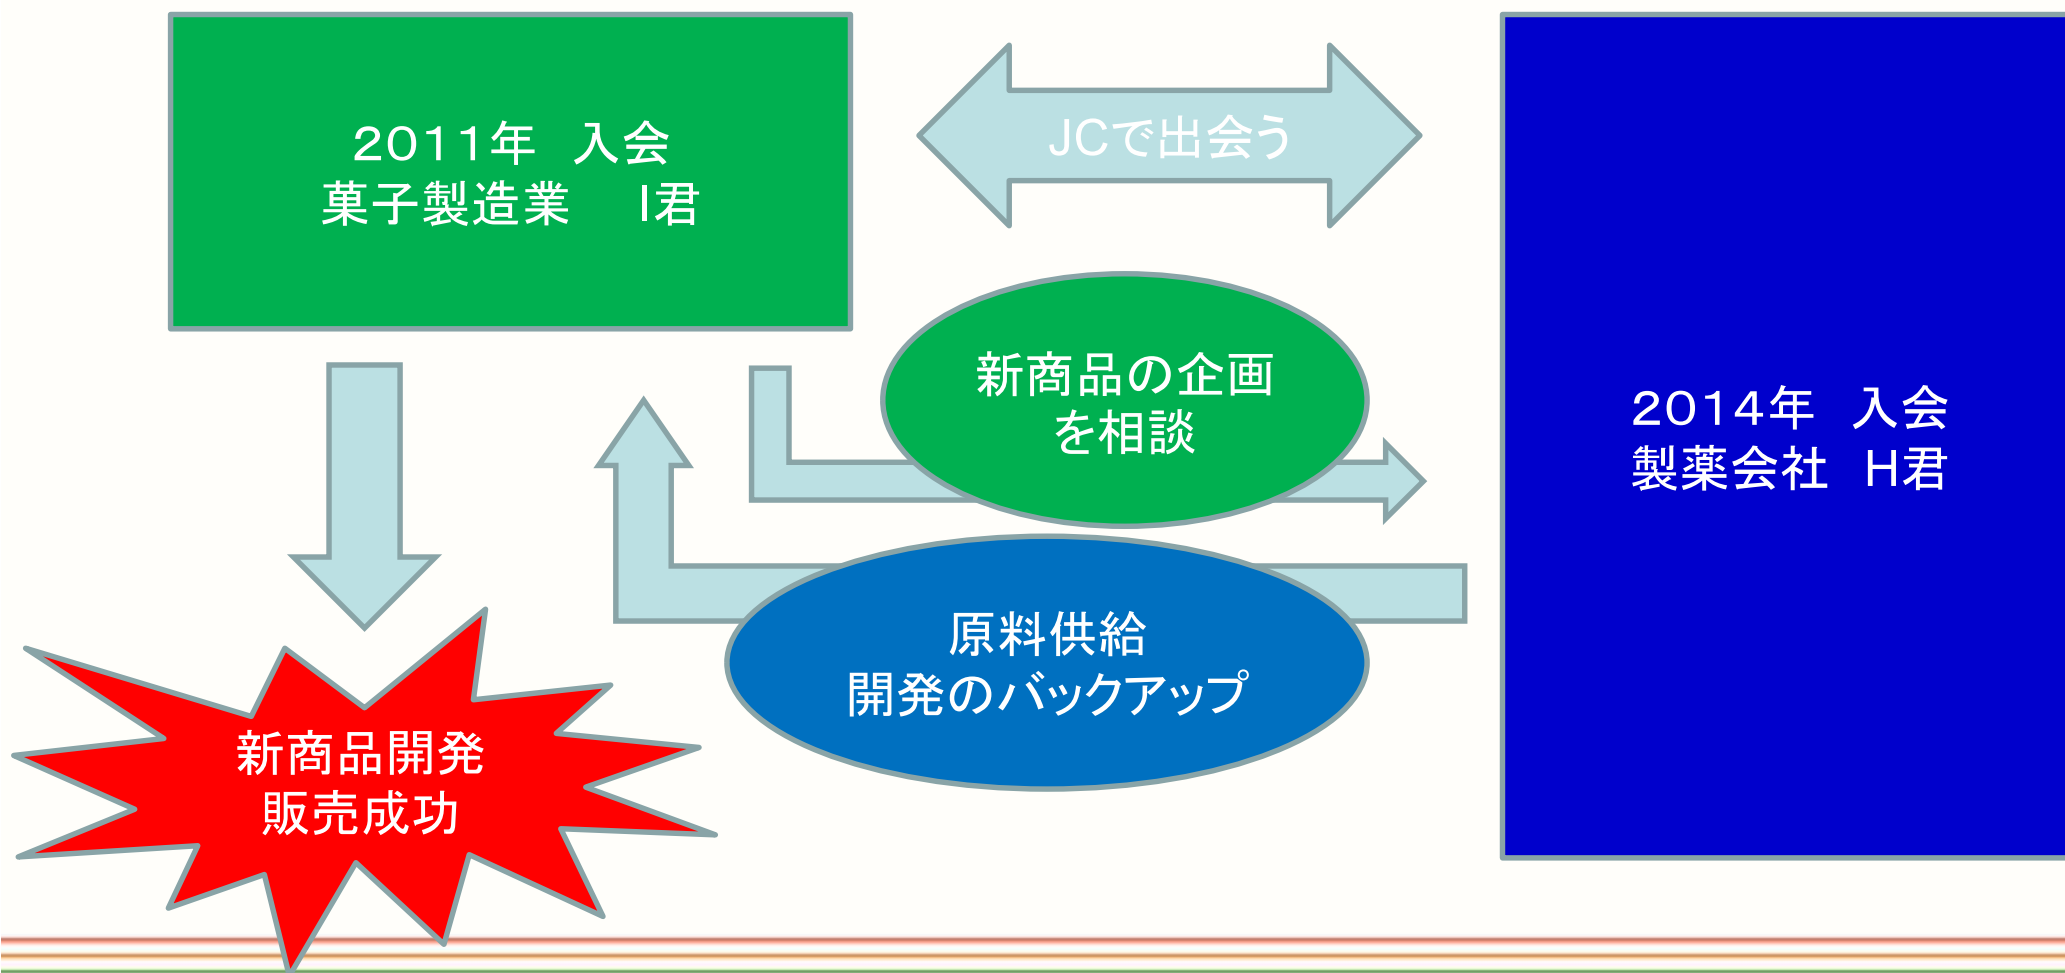 ２０１１年　入会
菓子製造業　 Ｉ君
JCで出会う
新商品の企画
を相談
２０１４年　入会
製薬会社　Ｈ君
原料供給
開発のバックアップ
新商品開発
販売成功